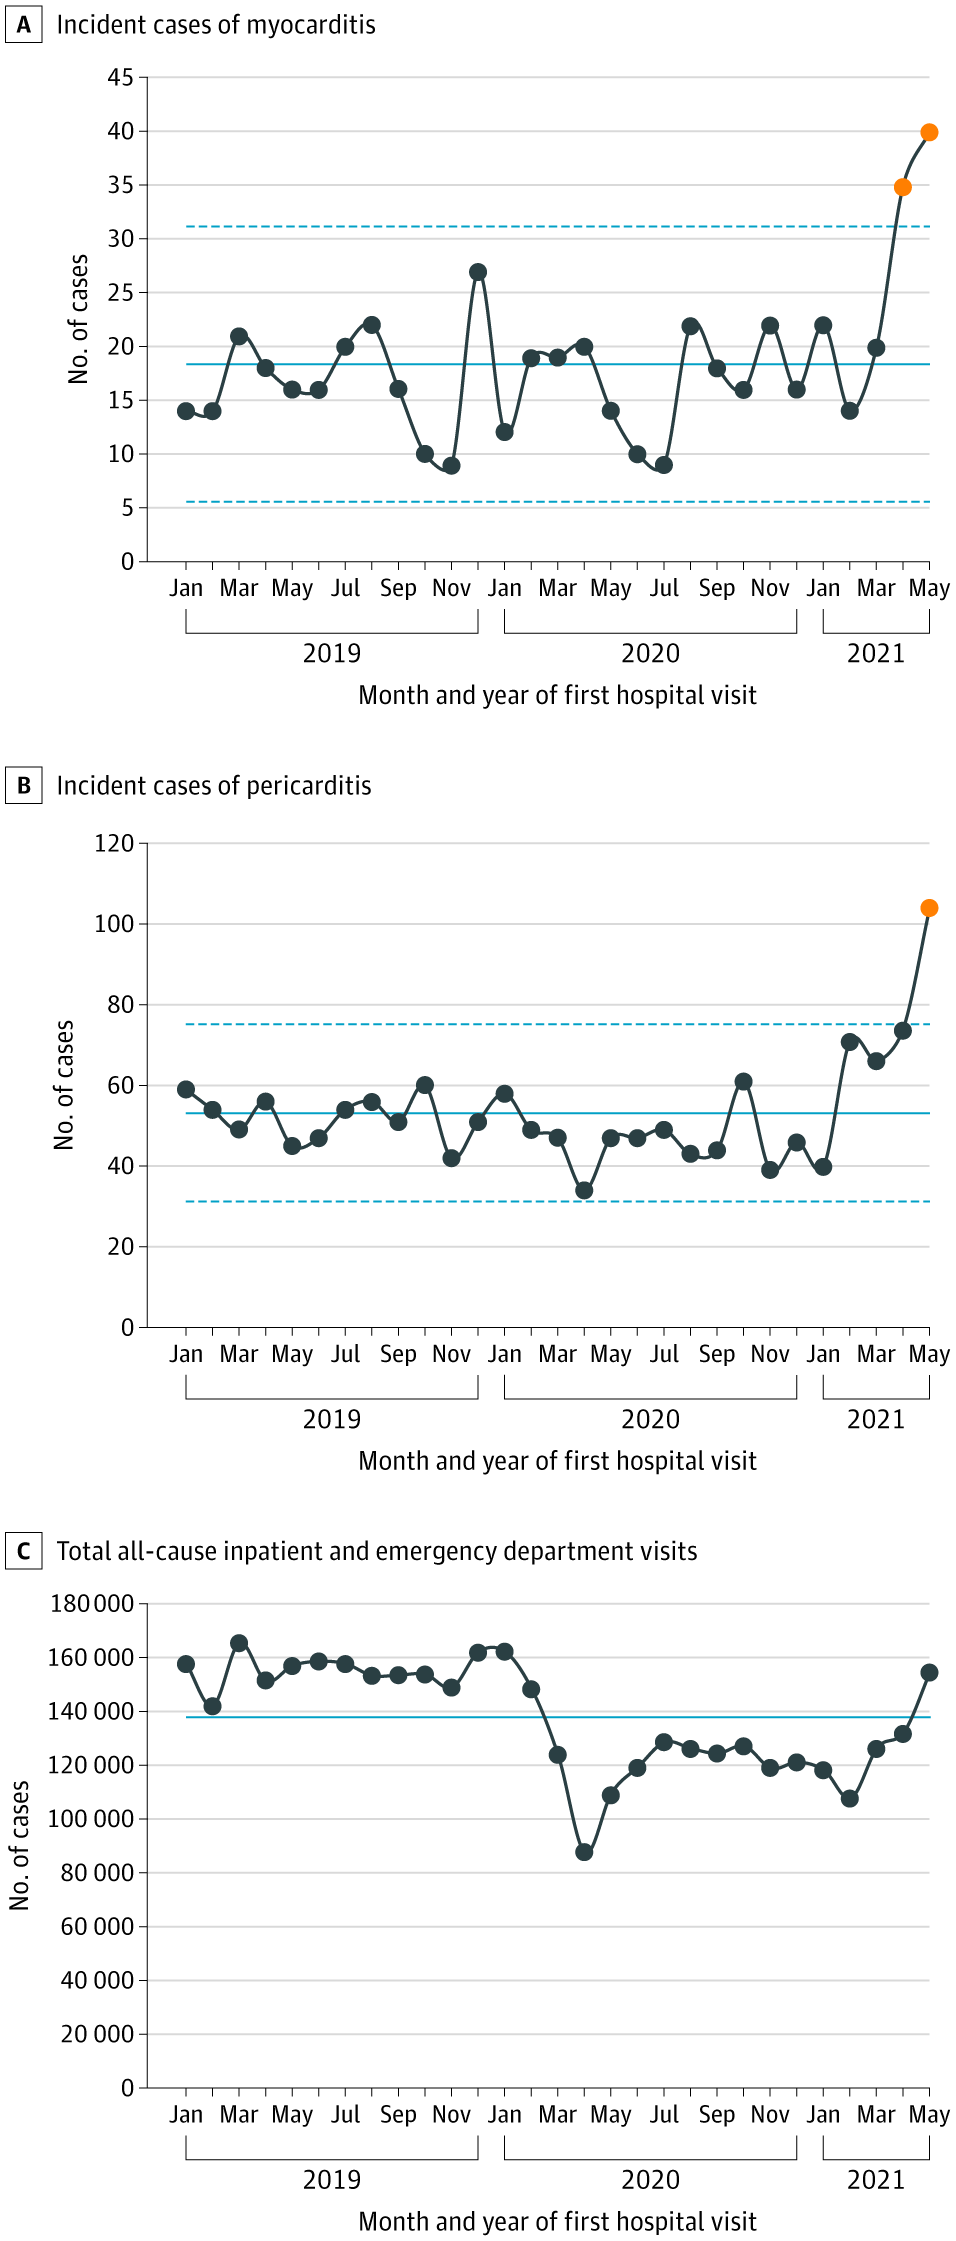 A Incident cases of myocarditis
45
40
35
30
25
20
15
10
5
0
No. of cases
Jan Mar May Jul Sep Nov Jan Mar May Jul Sep Nov Jan Mar May
2019 2020 2021
Month and year of first hospital visit
B Incident cases of pericarditis
120
100
80
60
40
20
0
No. of cases
Jan Mar May Jul Sep Nov Jan Mar May Jul Sep Nov Jan Mar May
2019 2020 2021
Month and year of first hospital visit
C Total all-cause inpatient and emergency department visits
180 000
160 000
140 000
120 000
100 000
80 000
60 000
40 000
20 000
0
No. of cases
Jan Mar May Jul Sep Nov Jan Mar May Jul Sep Nov Jan Mar May
2019 2020 2021
Month and year of first hospital visit